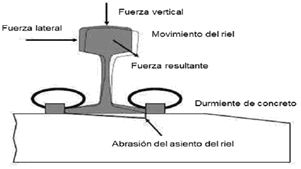 Fuerza vertical
Fuerza lateral
Movimiento del riel
Fuerza resultante
Durmiente de concreto
Abrasión del asiento del riel